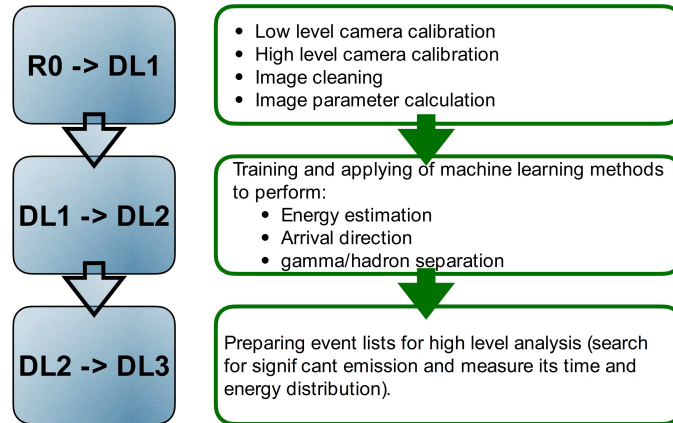 R0 -> DL1
• Low level camera calibration
• High level camera calibration
• Image cleaning
• Image parameter calculation
DL1 -> DL2
Training and applying of machine learning methods
to perform:
• Energy estimation
• Arrival direction
• gamma/hadron separation
DL2 -> DL3
Preparing event lists for high level analysis (search
for signif cant emission and measure its time and
energy distribution).